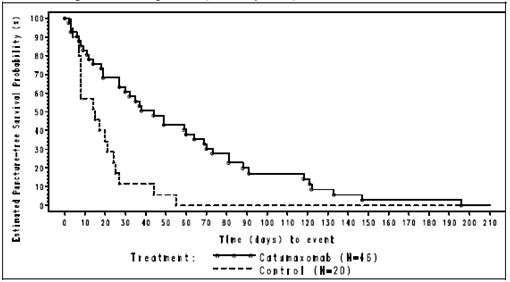 Estimated Puncture-free Survival Probability (%)
100
90
80
70
60
50
40
30
20
10
0
0 10 20 30 40 50 60 70 80 90 100 110 120 130 140 150 160 170 180 190 200 210
Time (days) to event
Treatment: Catumaxomab (N=46)
Control (N=20)